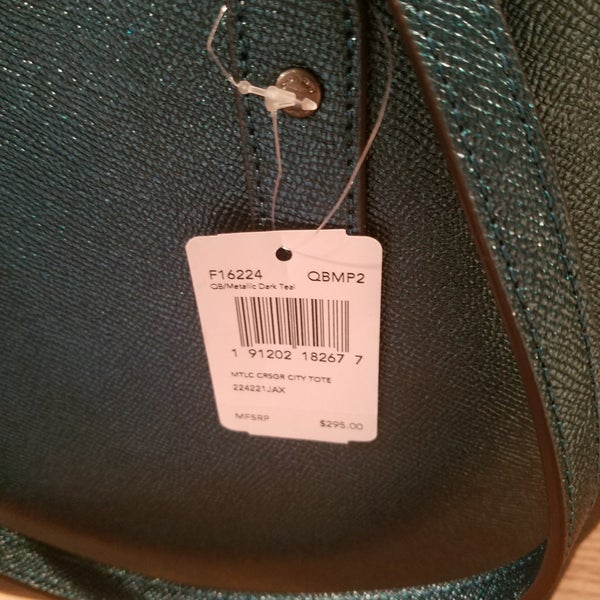 F16224 QBMP2
QB/Metallic Dark Teal
1 91202 18267 7
MTLC CRSGR CITY TOTE
224221JAX
MFSRP $295.00